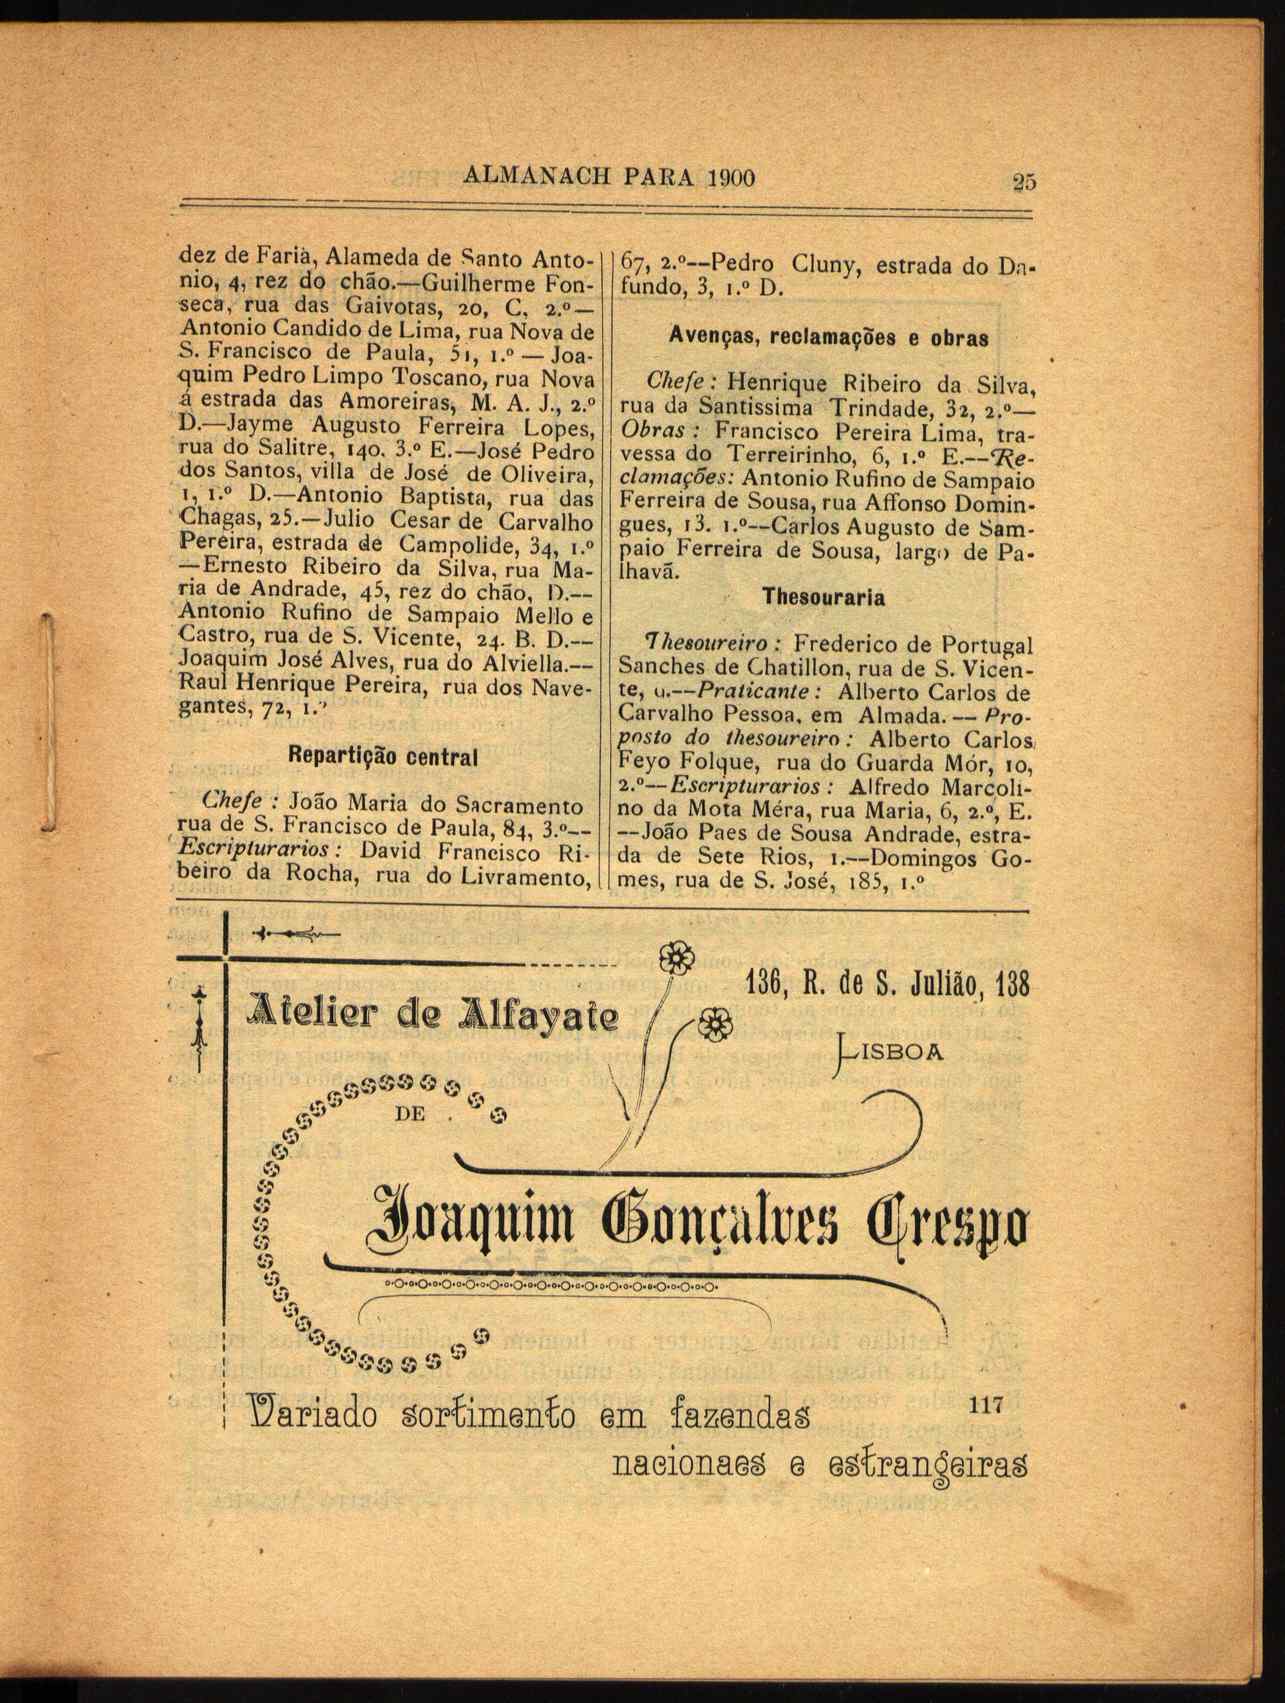 ALMANACH PARA 1900
25
dez de Faria, Alameda de Santo Anto-
nio, 4, rez do chão.—Guilherme Fon-
seca, rua das Gaivotas, 20, C, 2.º—
Antonio Candido de Lima, rua Nova de
S. Francisco de Paula, 51, 1.º — Joa-
quim Pedro Limpo Toscano, rua Nova
á estrada das Amoreiras, M. A. J., 2.º
D.—Jayme Augusto Ferreira Lopes,
rua do Salitre, 140. 3.º E.—José Pedro
dos Santos, villa de José de Oliveira,
1, 1.º D.—Antonio Baptista, rua das
Chagas, 25.—Julio Cesar de Carvalho
Pereira, estrada de Campolide, 34, 1.º
—Ernesto Ribeiro da Silva, rua Ma-
ria de Andrade, 45, rez do chão, D.--
Antonio Rufino de Sampaio Mello e
Castro, rua de S. Vicente, 24. B. D.--
Joaquim José Alves, rua do Alviella.--
Raul Henrique Pereira, rua dos Nave-
gantes, 72, 1.º
Repartição central
Chefe : João Maria do Sacramento
rua de S. Francisco de Paula, 84, 3.º--
Escripturarios : David Francisco Ri-
beiro da Rocha, rua do Livramento,
67, 2.º--Pedro Cluny, estrada do Da-
fundo, 3, 1.º D.
Avenças, reclamações e obras
Chefe : Henrique Ribeiro da Silva,
rua da Santissima Trindade, 32, 2.º—
Obras : Francisco Pereira Lima, tra-
vessa do Terreirinho, 6, 1.º E.--Re-
clamações: Antonio Rufino de Sampaio
Ferreira de Sousa, rua Affonso Domin-
gues, 13. 1.º--Carlos Augusto de Sam-
paio Ferreira de Sousa, largo de Pa-
lhavã.
Thesouraria
Thesoureiro : Frederico de Portugal
Sanches de Chatillon, rua de S. Vicen-
te, .--Praticante : Alberto Carlos de
Carvalho Pessoa, em Almada. — Pro-
posto do thesoureiro : Alberto Carlos
Feyo Folque, rua do Guarda Mór, 10,
2.º—Escripturarios : Alfredo Marcoli-
no da Mota Méra, rua Maria, 6, 2.º, E.
--João Paes de Sousa Andrade, estra-
da de Sete Rios, 1.--Domingos Go-
mes, rua de S. José, 185, 1.º
136, R. de S. Julião, 138
Atelier de Alfayate
LISBOA
DE
Joaquim Gonçalves Crespo
Variado sortimento em fazendas
117
nacionaes e estrangeiras